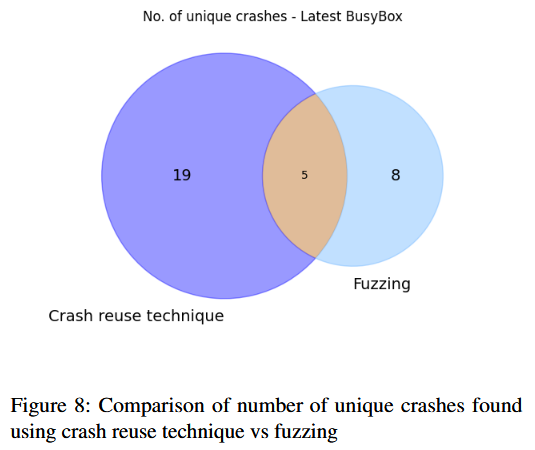 No. of unique crashes - Latest BusyBox
19
5
8
Fuzzing
Crash reuse technique
Figure 8: Comparison of number of unique crashes found
using crash reuse technique vs fuzzing